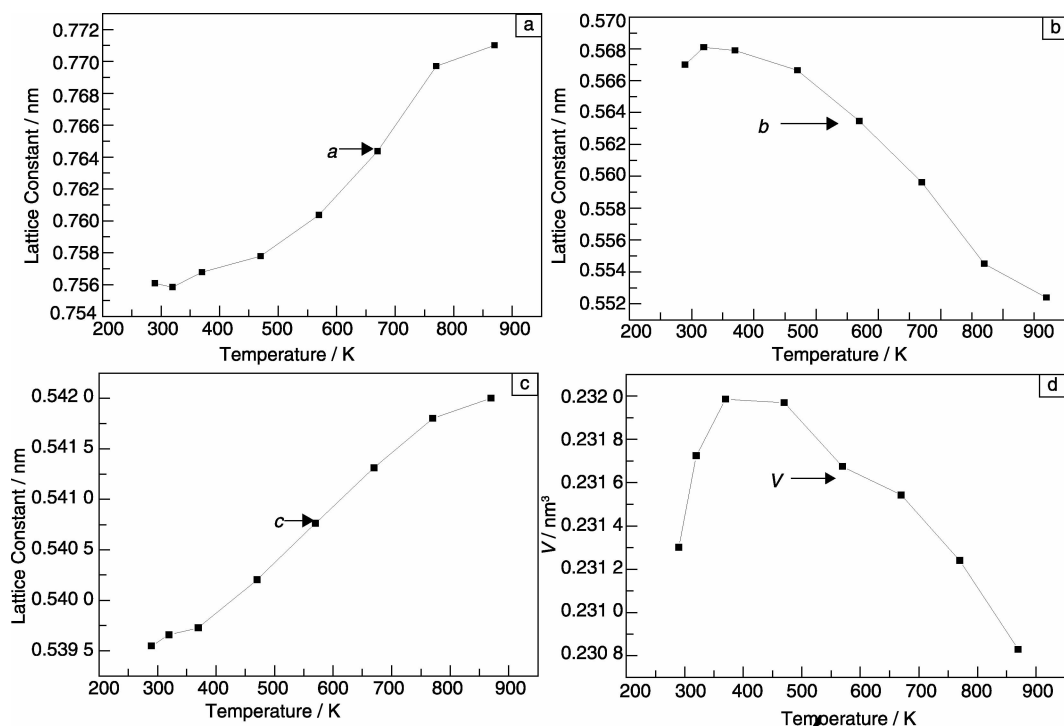 a
0.772
0.770
0.768
0.766
0.764
0.762
0.760
0.758
0.756
0.754
Lattice Constant / nm
a
200 300 400 500 600 700 800 900
Temperature / K
b
0.570
0.568
0.566
0.564
0.562
0.560
0.558
0.556
0.554
0.552
Lattice Constant / nm
b
200 300 400 500 600 700 800 900
Temperature / K
c
0.542 0
0.541 5
0.541 0
0.540 5
0.540 0
0.539 5
Lattice Constant / nm
c
200 300 400 500 600 700 800 900
Temperature / K
d
0.232 0
0.231 8
0.231 6
0.231 4
0.231 2
0.231 0
0.230 8
V / nm³
V
200 300 400 500 600 700 800 900
Temperature / K